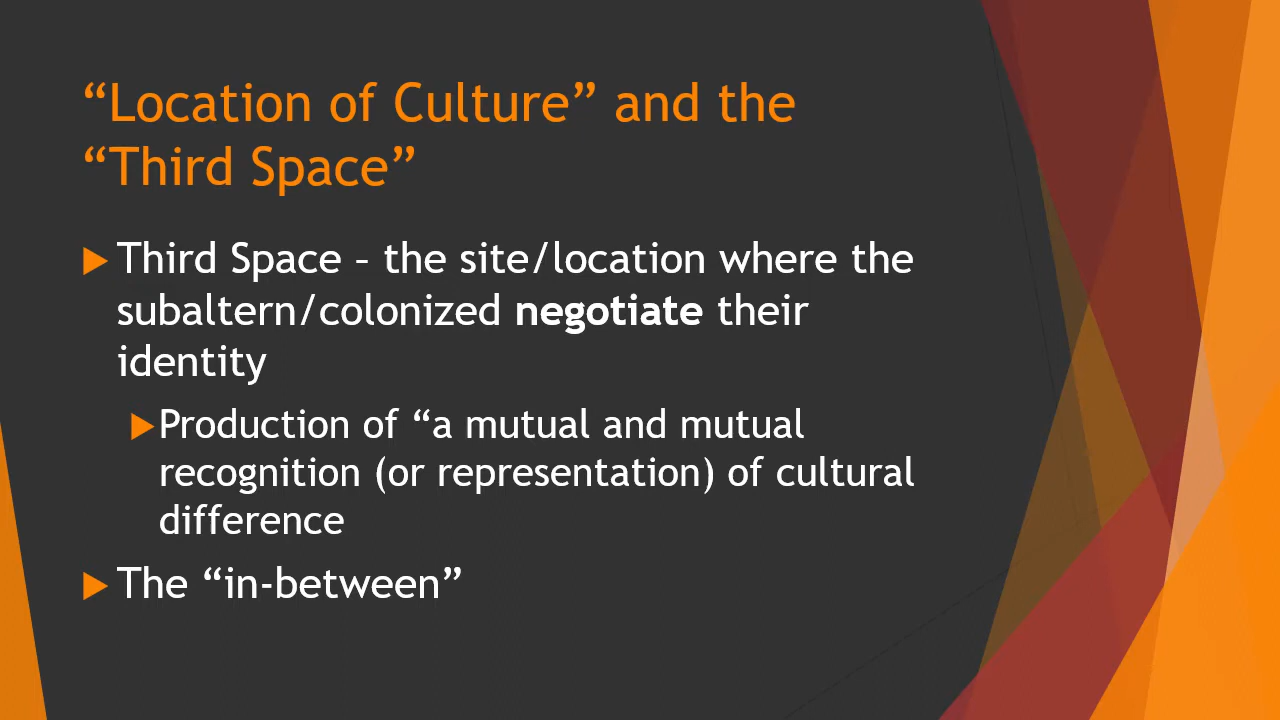 “Location of Culture” and the
“Third Space”
Third Space – the site/location where the
subaltern/colonized negotiate their
identity
Production of “a mutual and mutual
recognition (or representation) of cultural
difference
The “in-between”